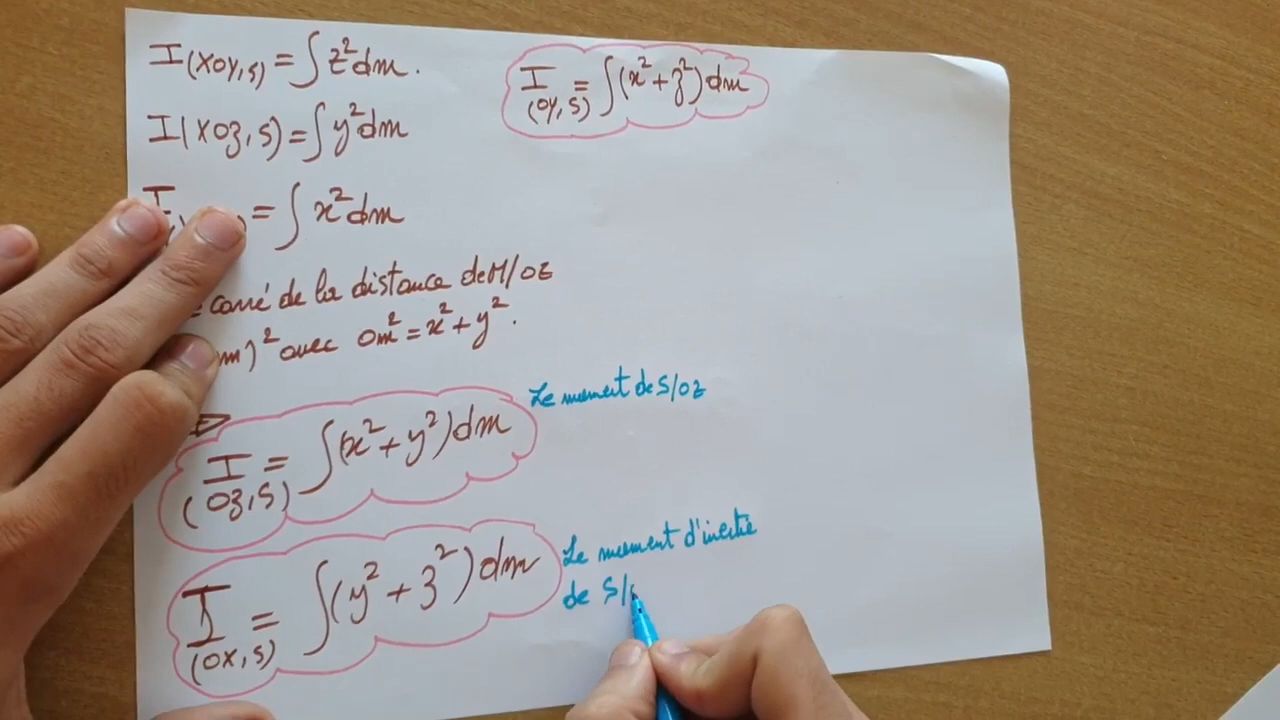 I(XOY,S) = ∫z²dm.
I(XOz,S) = ∫y²dm
I = ∫x²dm
carré de la distance de M/OZ
m)² avec Om² = x² + y².
I(Oz,S) = ∫(x² + y²)dm
Le moment de S/oz
I(OX,S) = ∫(y² + z²)dm
Le moment d'inertie
de S/
I(OY,S) = ∫(x² + z²)dm